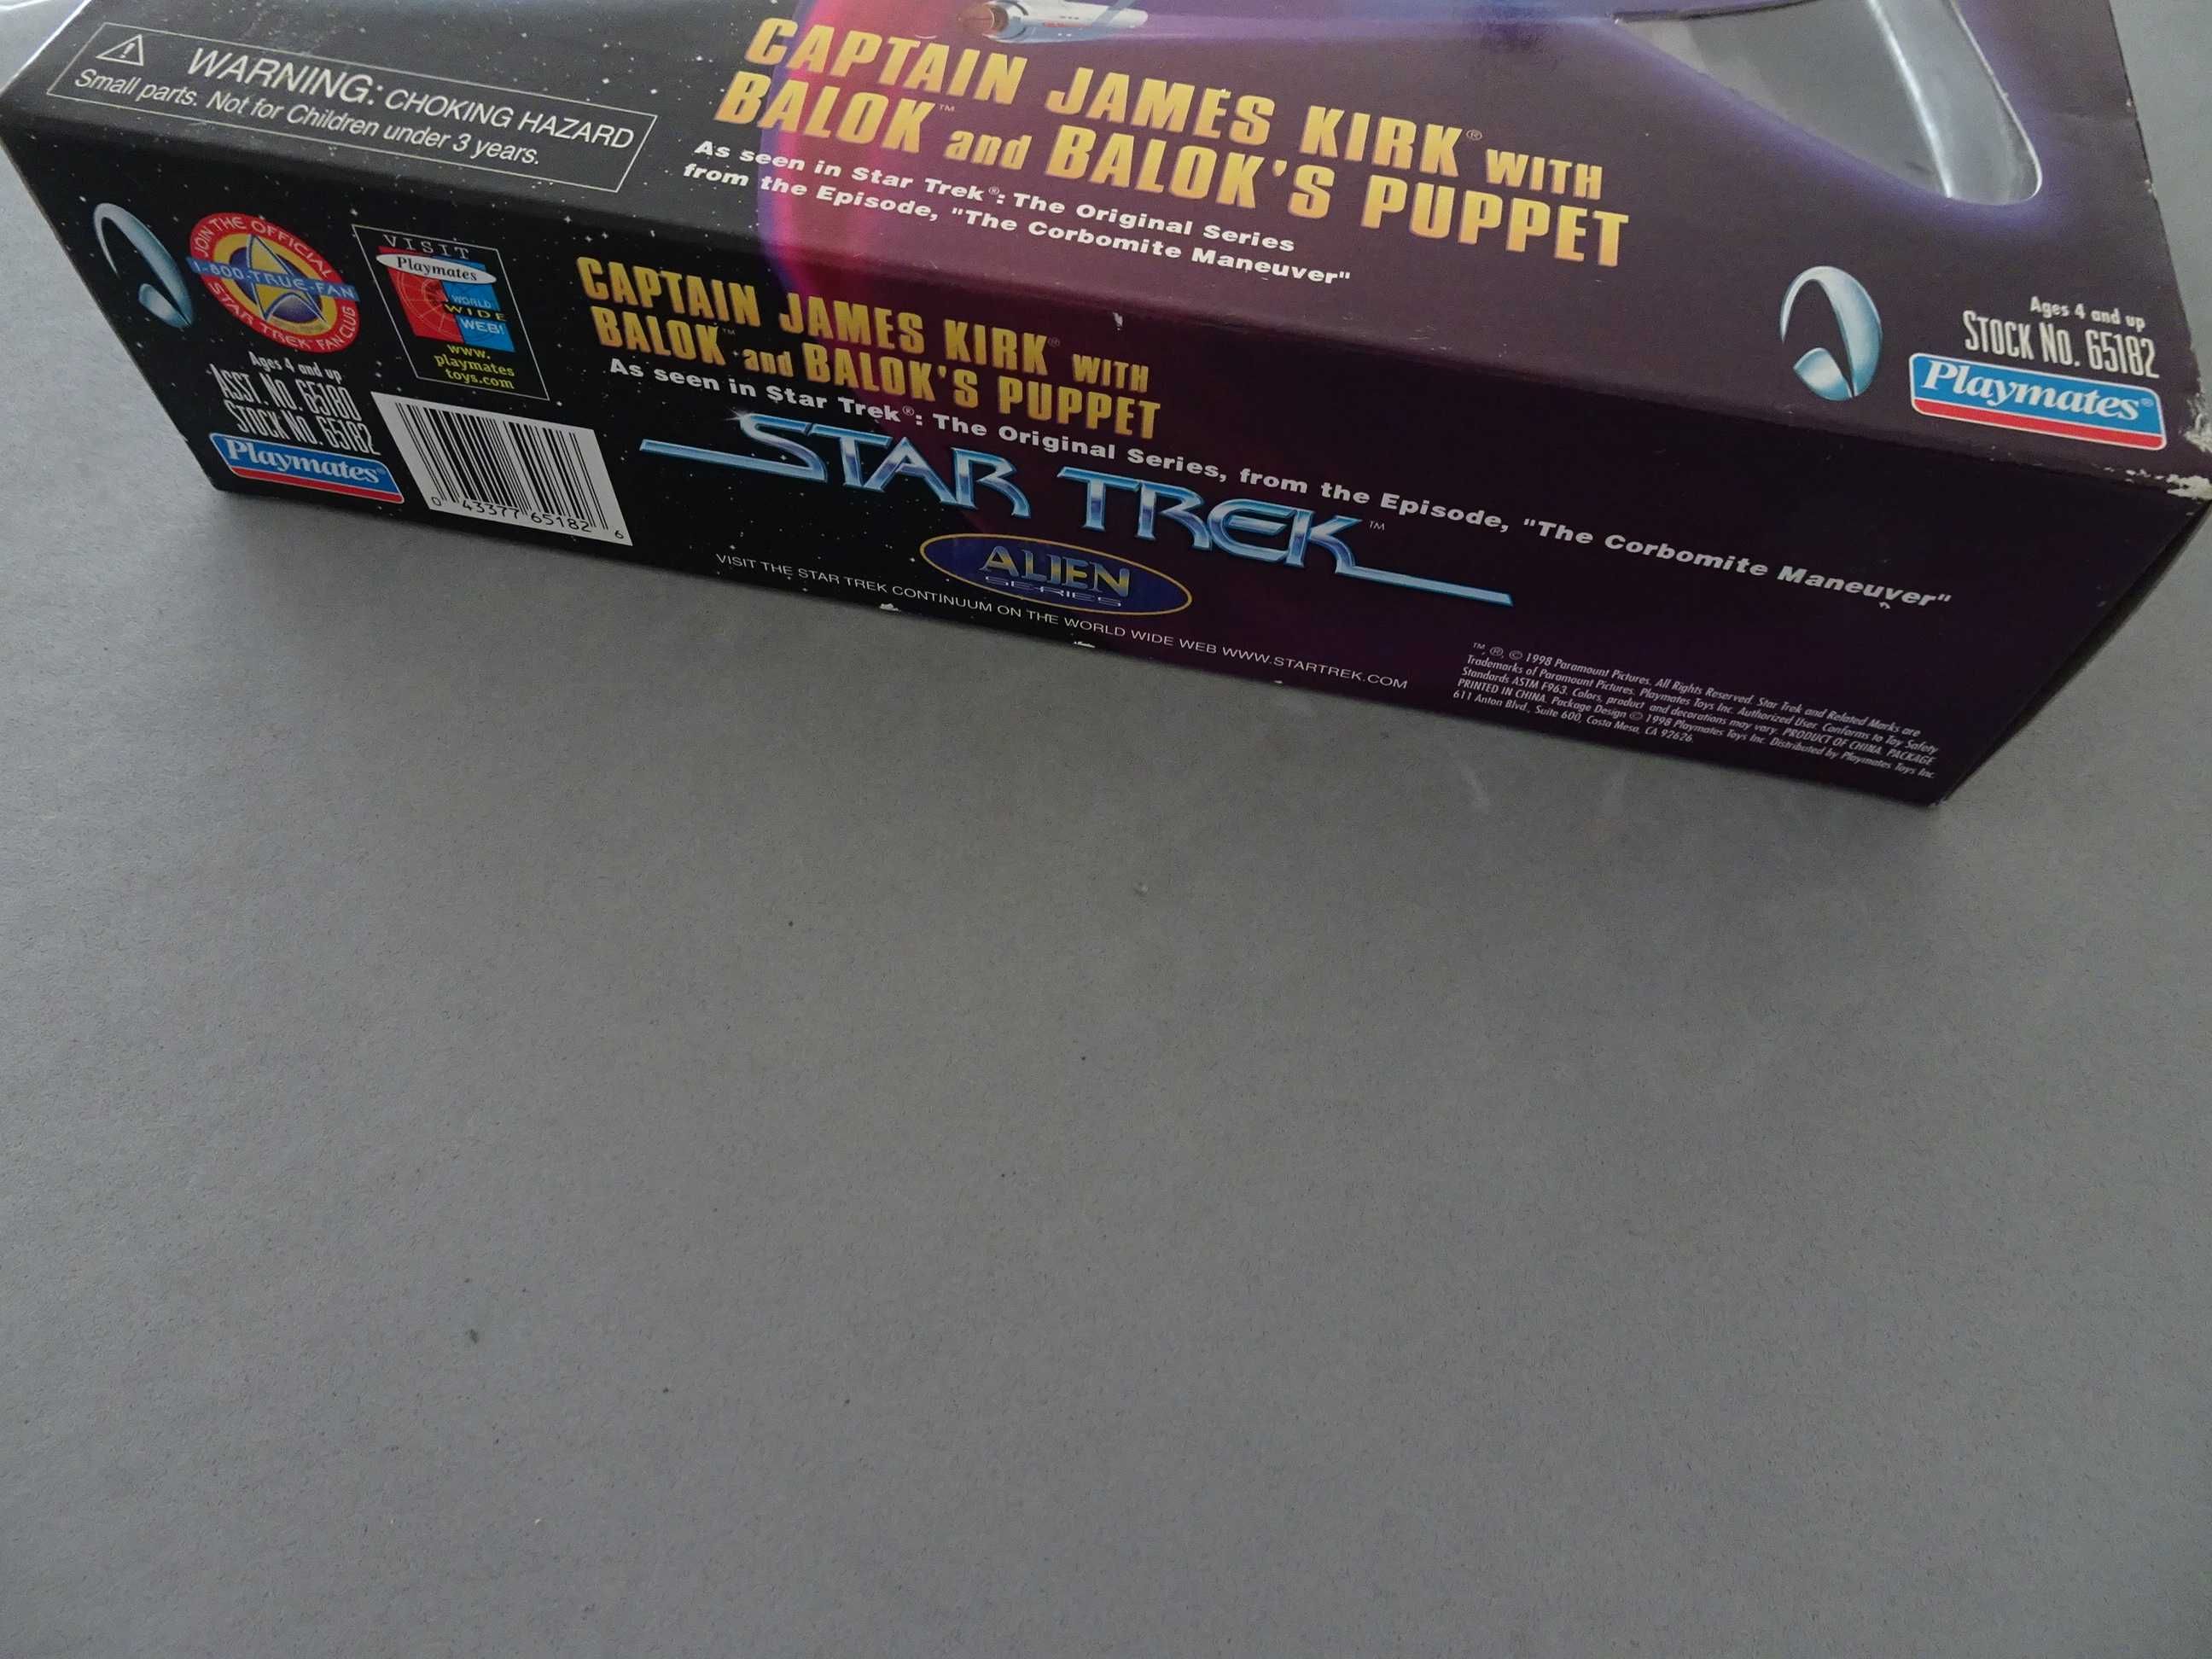 WARNING: CHOKING HAZARD
Small parts. Not for Children under 3 years.
CAPTAIN JAMES KIRK® WITH
BALOK™ and BALOK'S PUPPET
As seen in Star Trek®: The Original Series
from the Episode, "The Corbomite Maneuver"
Ages 4 and up
STOCK NO. 65182
Playmates®
JOIN THE OFFICIAL
1-800-TRUE-FAN
STAR TREK FAN CLUB
VISIT
Playmates
WORLD
WIDE
WEB!
www.
playmates
toys.com
Ages 4 and up
ASST. NO. 65180
STOCK NO. 65182
Playmates®
0 43377 65182 6
CAPTAIN JAMES KIRK® WITH
BALOK™ and BALOK'S PUPPET
As seen in Star Trek®: The Original Series, from the Episode, "The Corbomite Maneuver"
STAR TREK™
ALIEN
SERIES
VISIT THE STAR TREK CONTINUUM ON THE WORLD WIDE WEB WWW.STARTREK.COM
™, ®, © 1998 Paramount Pictures. All Rights Reserved. Star Trek and Related Marks are
Trademarks of Paramount Pictures. Playmates Toys Inc. Authorized User. Conforms to Toy Safety
Standards ASTM F963. Colors, product and decorations may vary. PRODUCT OF CHINA. PACKAGE
PRINTED IN CHINA. Package Design © 1998 Playmates Toys Inc. Distributed by Playmates Toys Inc.
611 Anton Blvd., Suite 600, Costa Mesa, CA 92626.